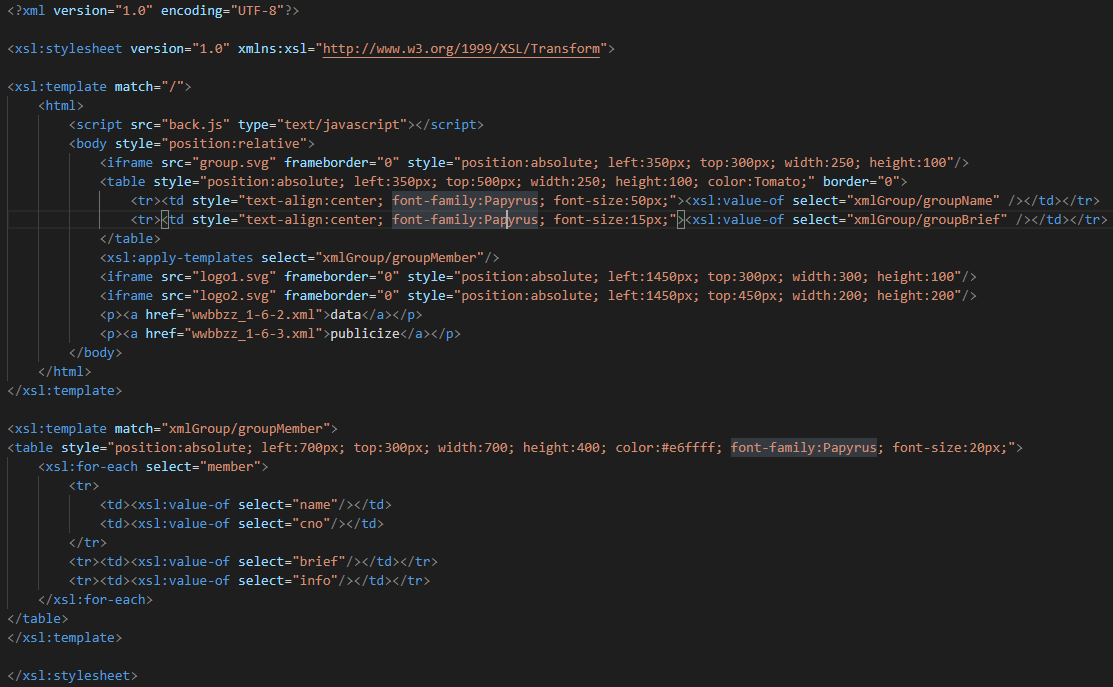 <?xml version="1.0" encoding="UTF-8"?>
<xsl:stylesheet version="1.0" xmlns:xsl="http://www.w3.org/1999/XSL/Transform">
<xsl:template match="/">
<html>
<script src="back.js" type="text/javascript"></script>
<body style="position:relative">
<iframe src="group.svg" frameborder="0" style="position:absolute; left:350px; top:300px; width:250; height:100"/>
<table style="position:absolute; left:350px; top:500px; width:250; height:100; color:Tomato;" border="0">
<tr><td style="text-align:center; font-family:Papyrus; font-size:50px;"><xsl:value-of select="xmlGroup/groupName" /></td></tr>
<tr><td style="text-align:center; font-family:Papyrus; font-size:15px;"><xsl:value-of select="xmlGroup/groupBrief" /></td></tr>
</table>
<xsl:apply-templates select="xmlGroup/groupMember"/>
<iframe src="logo1.svg" frameborder="0" style="position:absolute; left:1450px; top:300px; width:300; height:100"/>
<iframe src="logo2.svg" frameborder="0" style="position:absolute; left:1450px; top:450px; width:200; height:200"/>
<p><a href="wwbbzz_1-6-2.xml">data</a></p>
<p><a href="wwbbzz_1-6-3.xml">publicize</a></p>
</body>
</html>
</xsl:template>
<xsl:template match="xmlGroup/groupMember">
<table style="position:absolute; left:700px; top:300px; width:700; height:400; color:#e6ffff; font-family:Papyrus; font-size:20px;">
<xsl:for-each select="member">
<tr>
<td><xsl:value-of select="name"/></td>
<td><xsl:value-of select="cno"/></td>
</tr>
<tr><td><xsl:value-of select="brief"/></td></tr>
<tr><td><xsl:value-of select="info"/></td></tr>
</xsl:for-each>
</table>
</xsl:template>
</xsl:stylesheet>